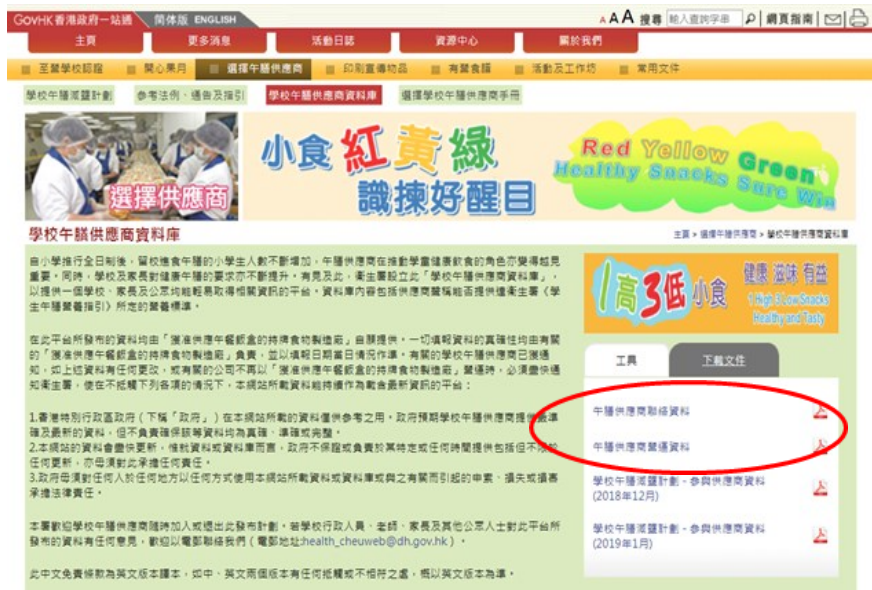 GovHK 香港政府一站通 简体版 ENGLISH
A A A 搜尋 輸入查詢字串 網頁指南
主頁 更多消息 活動日誌 資源中心 關於我們
至營學校認證 開心果月 選擇午膳供應商 印刷宣傳物品 有營食譜 活動及工作坊 常用文件
學校午膳減鹽計劃 參考法例、通告及指引 學校午膳供應商資料庫 選擇學校午膳供應商手冊
選擇供應商
小食紅黃綠
識揀好醒目
Red Yellow Green
Healthy Snacks Sure Win
學校午膳供應商資料庫
主頁 > 選擇午膳供應商 > 學校午膳供應商資料庫
自小學推行全日制後，留校進食午膳的小學生人數不斷增加，午膳供應商在推動學童健康飲食的角色亦變得越見
重要。同時，學校及家長對健康午膳的要求亦不斷提升。有見及此，衞生署設立此「學校午膳供應商資料庫」，
以提供一個學校、家長及公眾均能輕易取得相關資訊的平台。資料庫內容包括供應商聲稱能否提供達衞生署《學
生午膳營養指引》所定的營養標準。
在此平台所發布的資料均由「獲准供應午餐飯盒的持牌食物製造廠」自願提供。一切填報資料的真確性均由有關
的「獲准供應午餐飯盒的持牌食物製造廠」負責，並以填報日期當日情況作準。有關的學校午膳供應商已獲通
知，如上述資料有任何更改，或有關的公司不再以「獲准供應午餐飯盒的持牌食物製造廠」營運時，必須盡快通
知衞生署，使在不抵觸下列各項的情況下，本網站所載資料能持續作為載含最新資訊的平台：
1.香港特別行政區政府（下稱「政府」）在本網站所載的資料僅供參考之用。政府預期學校午膳供應商提供最準
確及最新的資料，但不負責確保該等資料均為真確、準確或完整。
2.本網站的資料會盡快更新，惟就資料或資料庫而言，政府不保證或負責於某特定或任何時間提供包括但不限於
任何更新，亦毋須對此承擔任何責任。
3.政府毋須對任何人於任何地方以任何方式使用本網站所載資料或資料庫或與之有關而引起的申索、損失或損害
承擔法律責任。
本署歡迎學校午膳供應商隨時加入或退出此發布計劃。若學校行政人員、老師、家長及其他公眾人士對此平台所
發布的資料有任何意見，歡迎以電郵聯絡我們（電郵地址:health_cheuweb@dh.gov.hk）。
此中文免責條款為英文版本譯本，如中、英文兩個版本有任何抵觸或不相符之處，概以英文版本為準。
1高3低小食
健康 滋味 有益
1 High 3 Low Snacks
Healthy and Tasty
工具 下載文件
午膳供應商聯絡資料
午膳供應商營運資料
學校午膳減鹽計劃 - 參與供應商資料
(2018年12月)
學校午膳減鹽計劃 - 參與供應商資料
(2019年1月)